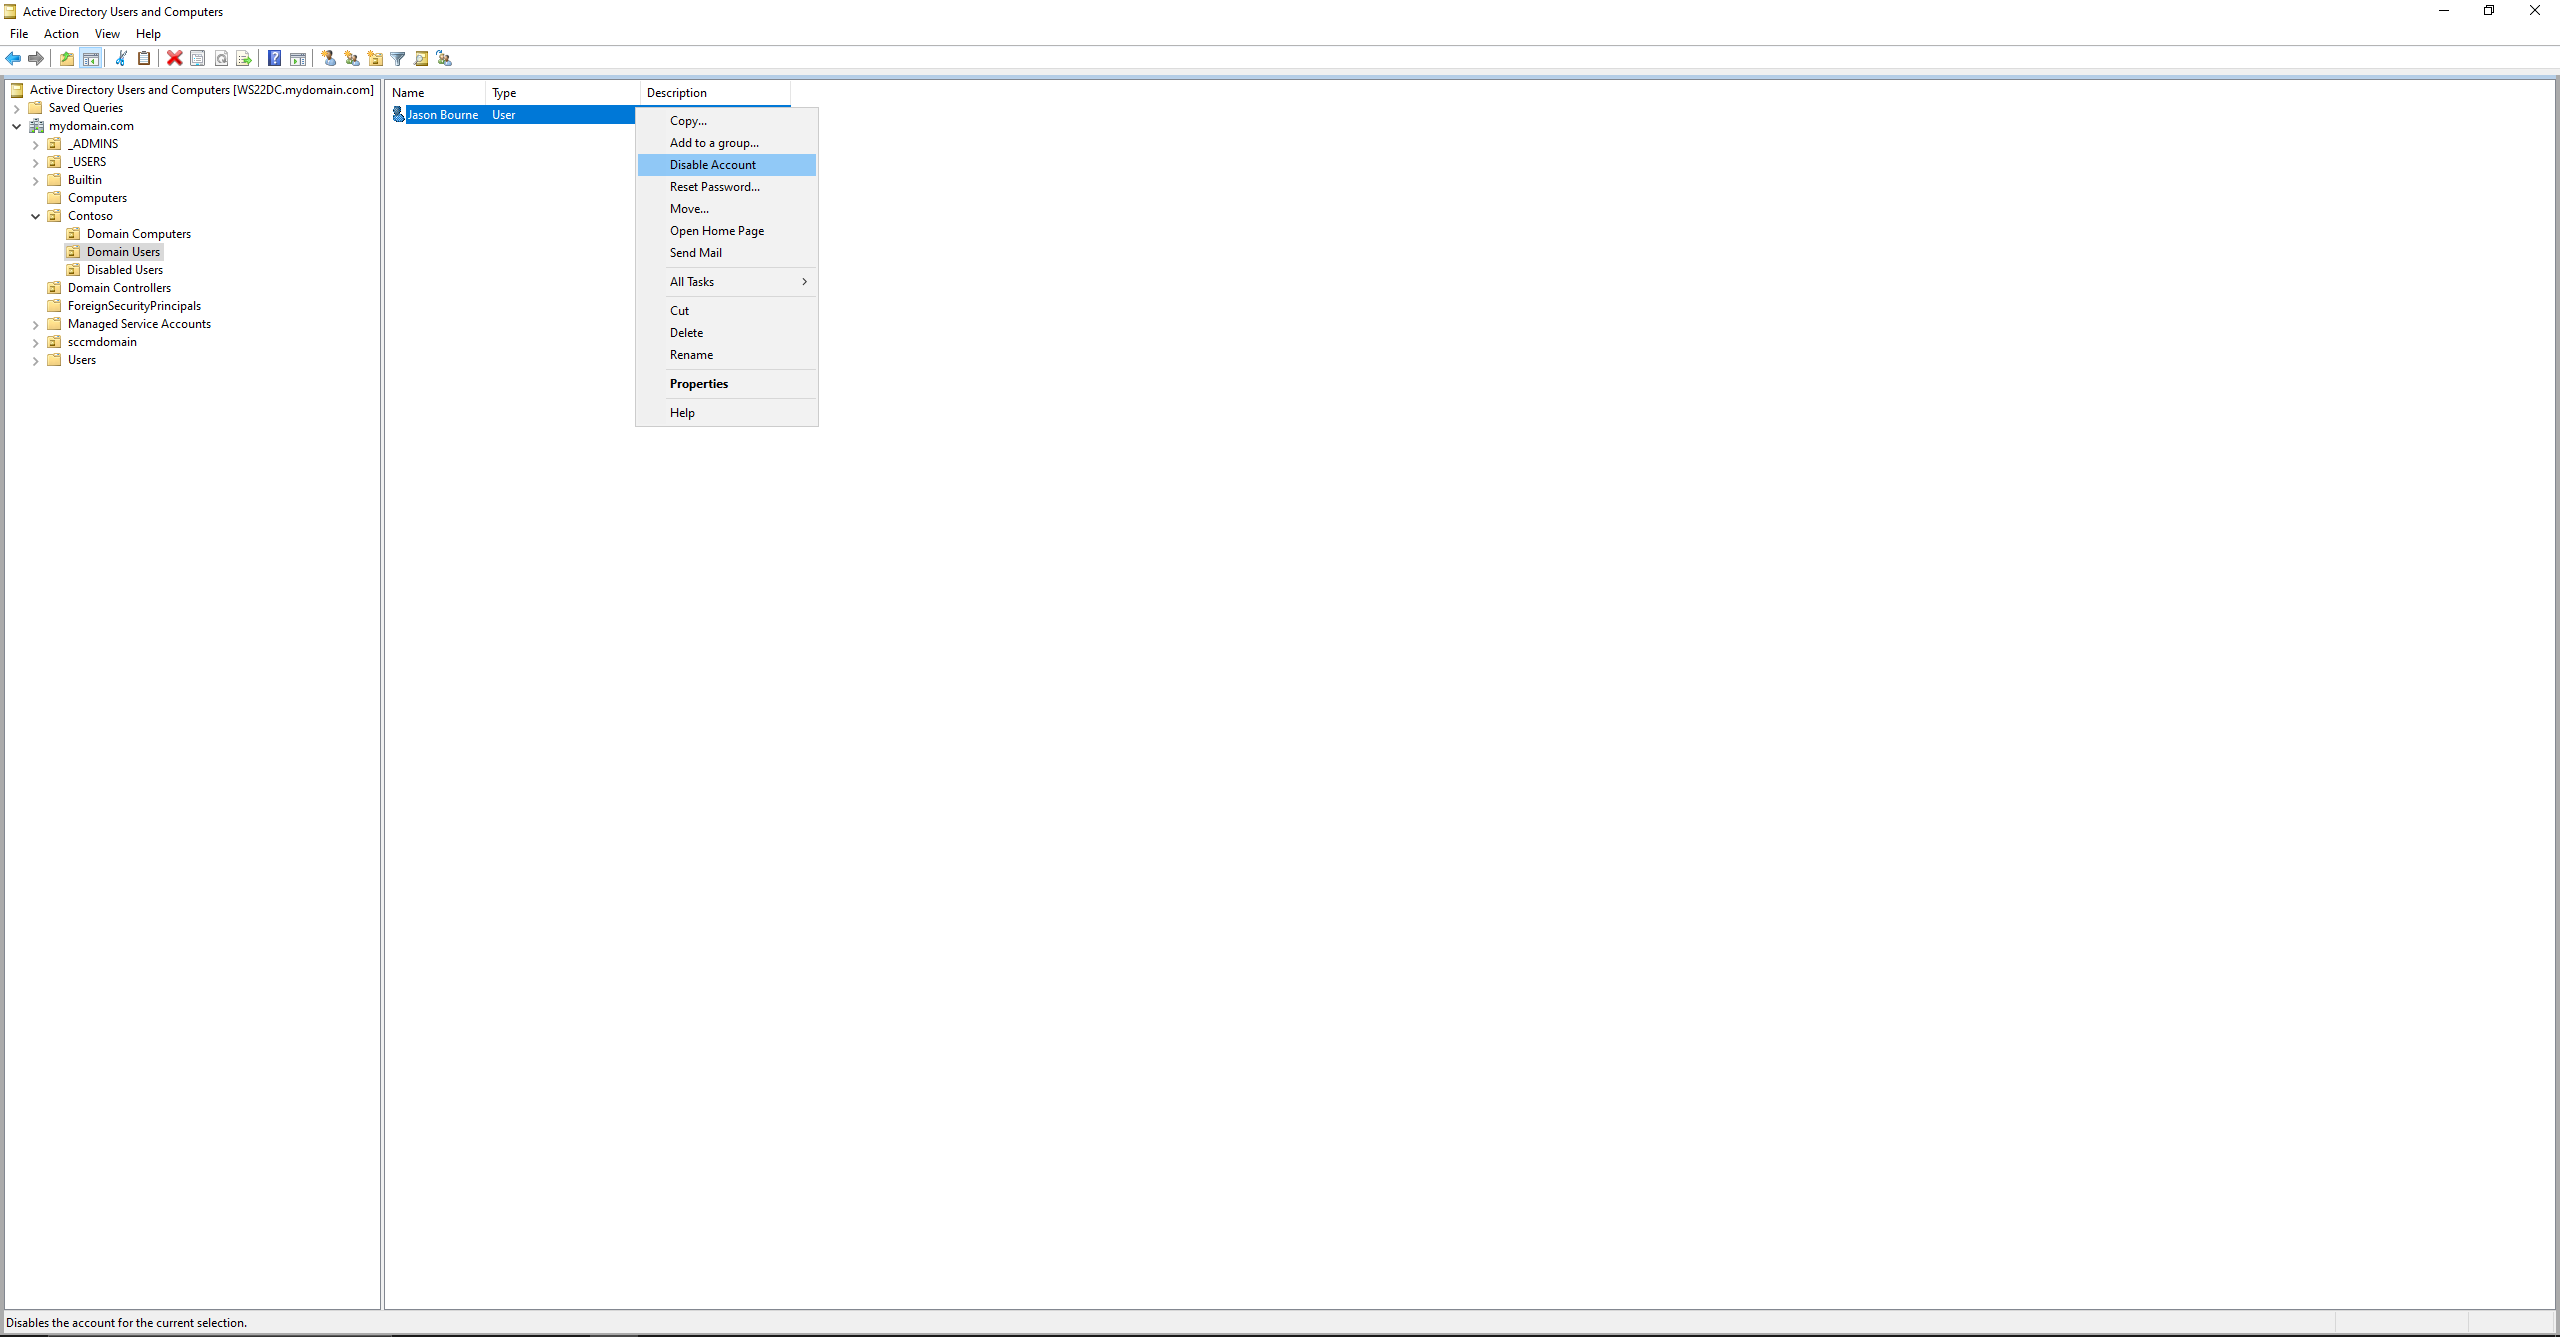 Active Directory Users and Computers
File Action View Help
Active Directory Users and Computers [WS22DC.mydomain.com]
Saved Queries
mydomain.com
_ADMINS
_USERS
Builtin
Computers
Contoso
Domain Computers
Domain Users
Disabled Users
Domain Controllers
ForeignSecurityPrincipals
Managed Service Accounts
sccmdomain
Users
Name Type Description
Jason Bourne User
Copy...
Add to a group...
Disable Account
Reset Password...
Move...
Open Home Page
Send Mail
All Tasks
Cut
Delete
Rename
Properties
Help
Disables the account for the current selection.